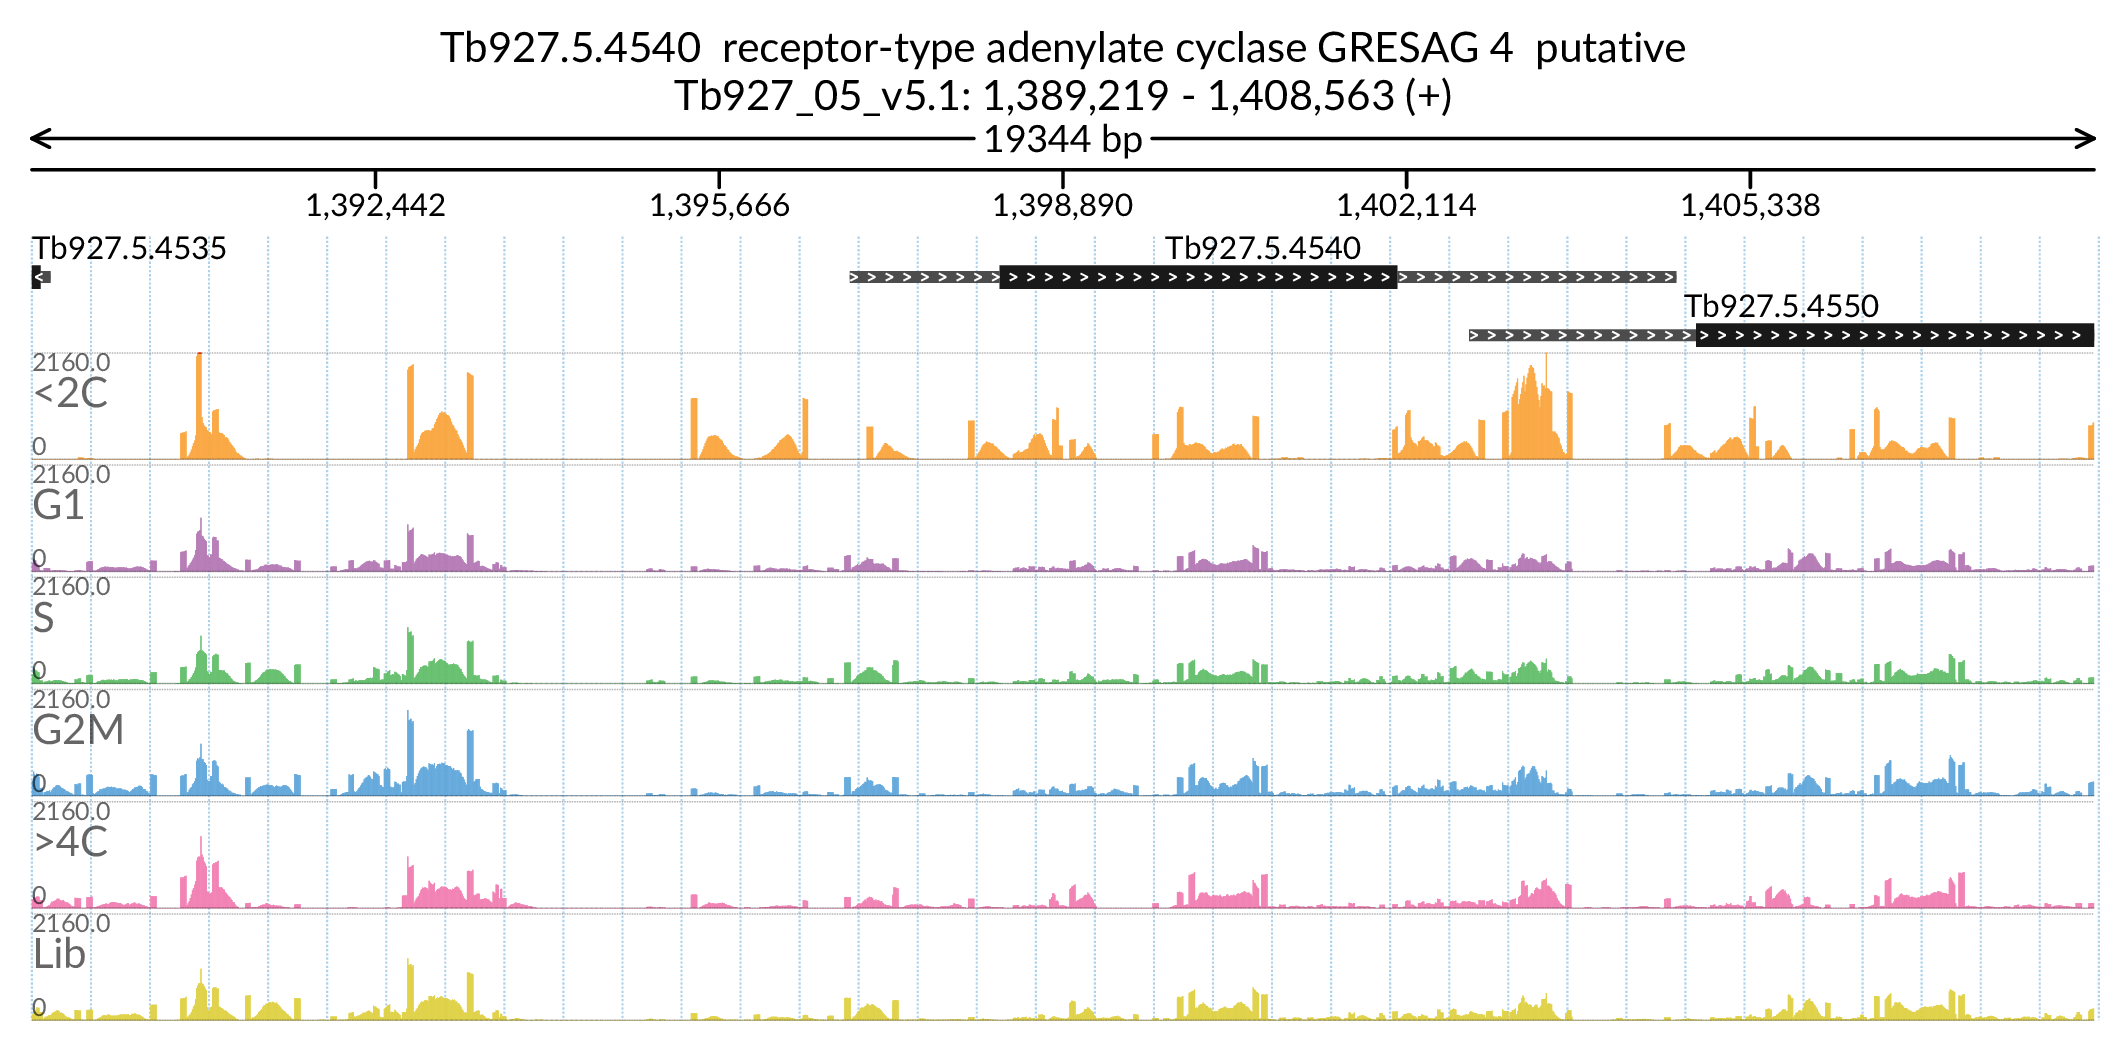 Tb927.5.4540  receptor-type adenylate cyclase GRESAG 4  putative
Tb927_05_v5.1: 1,389,219 - 1,408,563 (+)
19344 bp
1,392,442 1,395,666 1,398,890 1,402,114 1,405,338
Tb927.5.4535 Tb927.5.4540
Tb927.5.4550
2160.0
<2C
0
2160.0
G1
0
2160.0
S
0
2160.0
G2M
0
2160.0
>4C
0
2160.0
Lib
0